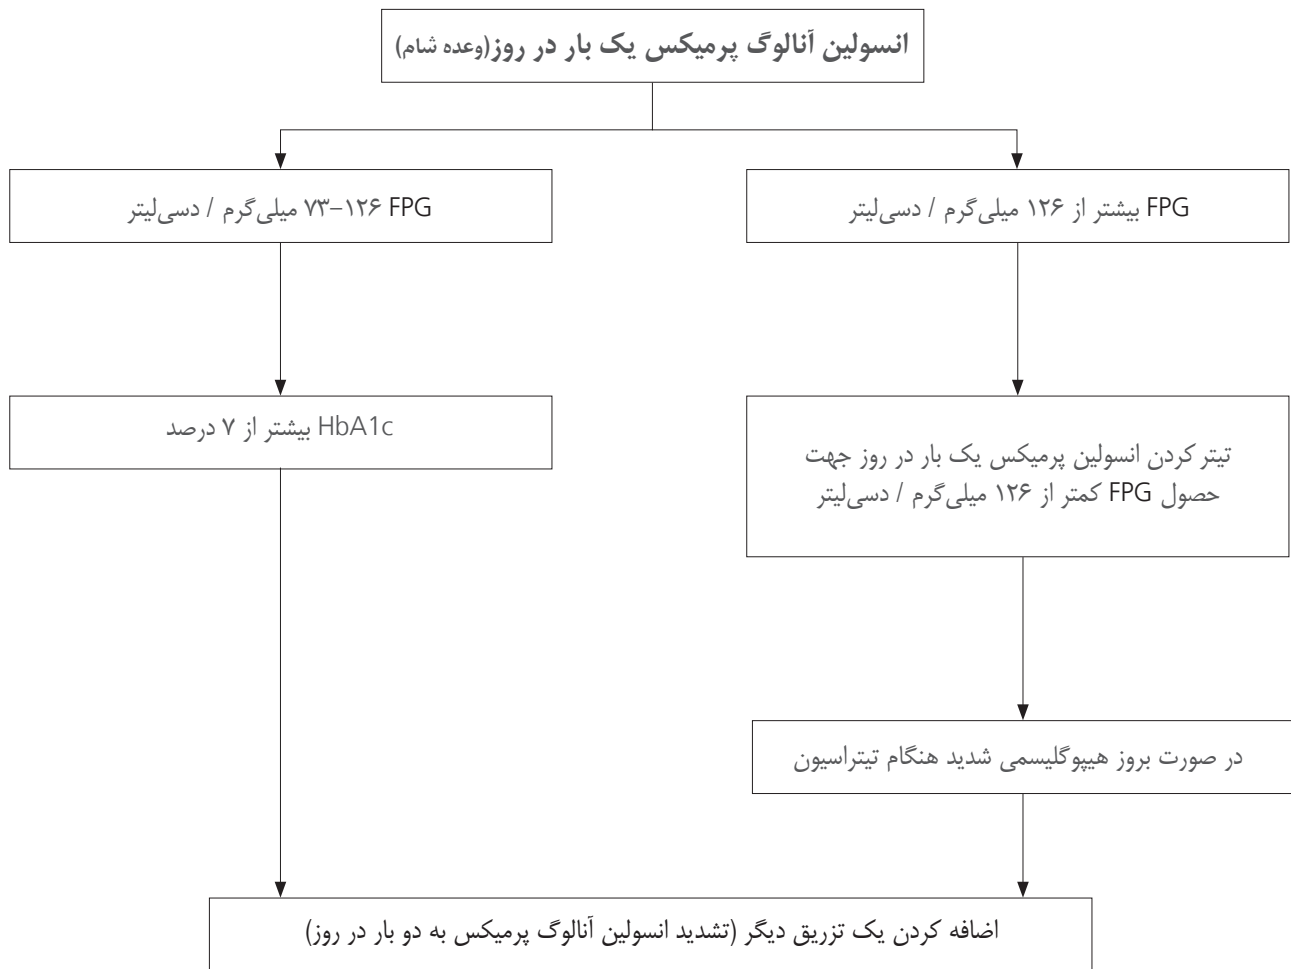 انسولین آنالوگ پرمیکس یک بار در روز(وعده شام)
FPG بیشتر از ۱۲۶ میلی‌گرم / دسی‌لیتر
FPG ۷۳–۱۲۶ میلی‌گرم / دسی‌لیتر
تیتر کردن انسولین پرمیکس یک بار در روز جهت
حصول FPG کمتر از ۱۲۶ میلی‌گرم / دسی‌لیتر
HbA1c بیشتر از ۷ درصد
در صورت بروز هیپوگلیسمی شدید هنگام تیتراسیون
اضافه کردن یک تزریق دیگر (تشدید انسولین آنالوگ پرمیکس به دو بار در روز)